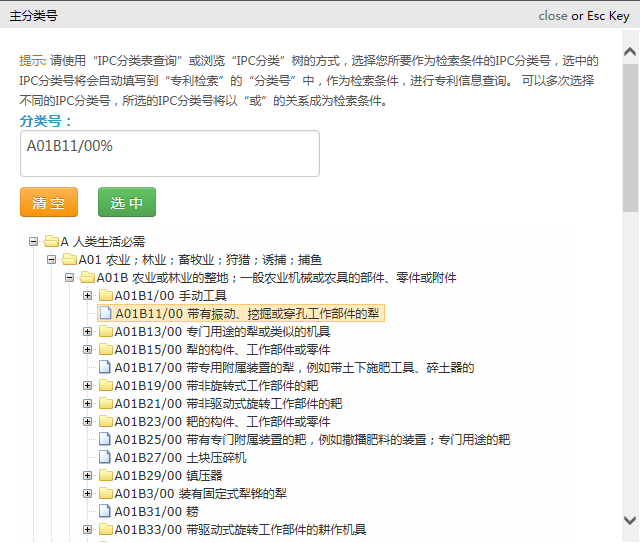 主分类号
close or Esc Key
提示: 请使用“IPC分类表查询”或浏览“IPC分类”树的方式，选择您所要作为检索条件的IPC分类号，选中的
IPC分类号将会自动填写到“专利检索”的“分类号”中，作为检索条件，进行专利信息查询。 可以多次选择
不同的IPC分类号，所选的IPC分类号将以“或”的关系成为检索条件。
分类号：
A01B11/00%
清 空
选 中
A 人类生活必需
A01 农业；林业；畜牧业；狩猎；诱捕；捕鱼
A01B 农业或林业的整地；一般农业机械或农具的部件、零件或附件
A01B1/00 手动工具
A01B11/00 带有振动、挖掘或穿孔工作部件的犁
A01B13/00 专门用途的犁或类似的机具
A01B15/00 犁的构件、工作部件或零件
A01B17/00 带专用附属装置的犁，例如带土下施肥工具、碎土器的
A01B19/00 带非旋转式工作部件的耙
A01B21/00 带非驱动式旋转工作部件的耙
A01B23/00 耙的构件、工作部件或零件
A01B25/00 带有专门附属装置的耙，例如撒播肥料的装置；专门用途的耙
A01B27/00 土块压碎机
A01B29/00 镇压器
A01B3/00 装有固定式犁铧的犁
A01B31/00 耢
A01B33/00 带驱动式旋转工作部件的耕作机具